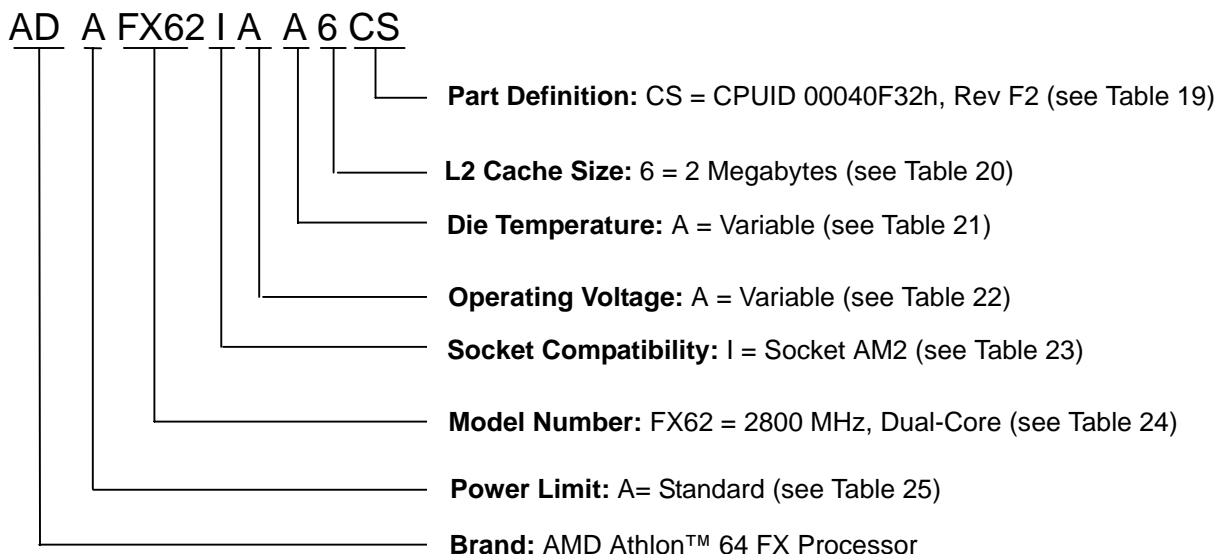 AD A FX62 I A A 6 CS
Part Definition: CS = CPUID 00040F32h, Rev F2 (see Table 19)
L2 Cache Size: 6 = 2 Megabytes (see Table 20)
Die Temperature: A = Variable (see Table 21)
Operating Voltage: A = Variable (see Table 22)
Socket Compatibility: I = Socket AM2 (see Table 23)
Model Number: FX62 = 2800 MHz, Dual-Core (see Table 24)
Power Limit: A= Standard (see Table 25)
Brand: AMD Athlon™ 64 FX Processor